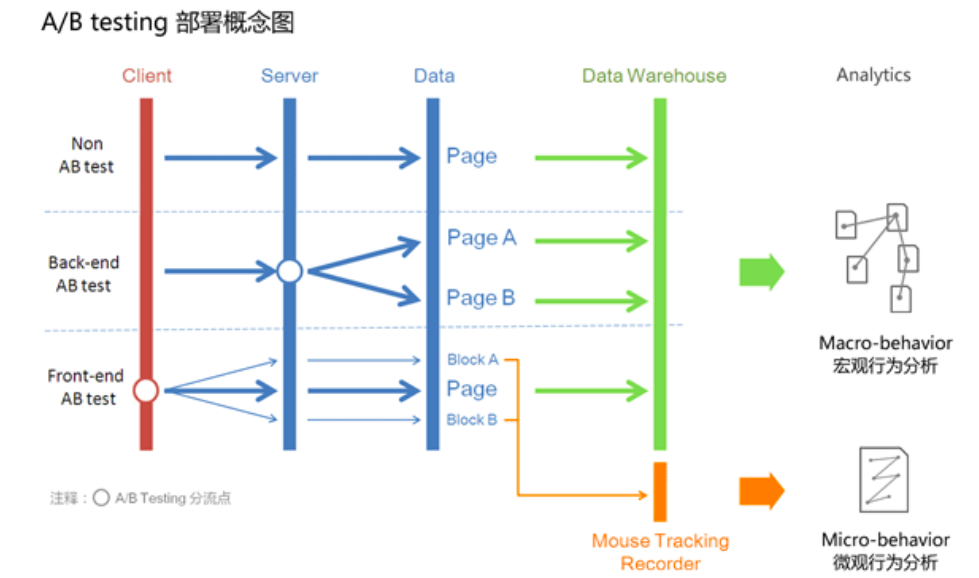 A/B testing 部署概念图
Client
Server
Data
Data Warehouse
Analytics
Non
AB test
Page
Back-end
AB test
Page A
Page B
Front-end
AB test
Block A
Page
Block B
Macro-behavior
宏观行为分析
注释：○ A/B Testing 分流点
Mouse Tracking
Recorder
Micro-behavior
微观行为分析